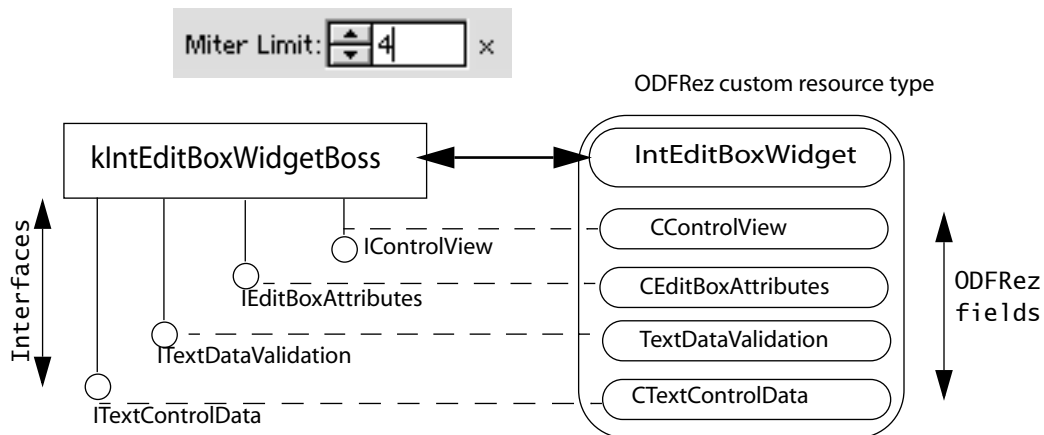 Miter Limit: 4 x
ODFRez custom resource type
kIntEditBoxWidgetBoss
IntEditBoxWidget
Interfaces
IControlView
CControlView
IEditBoxAttributes
CEditBoxAttributes
ODFRez
fields
ITextDataValidation
TextDataValidation
ITextControlData
CTextControlData